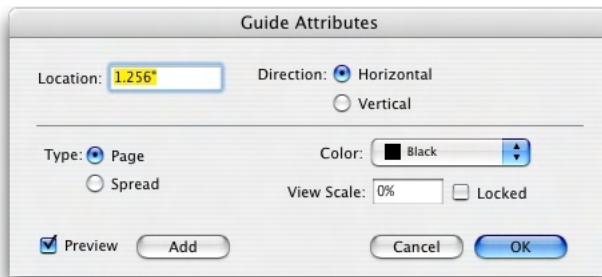 Guide Attributes
Location: 1.256" Direction: Horizontal
Vertical
Type: Page Color: Black
Spread View Scale: 0% Locked
Preview Add Cancel OK